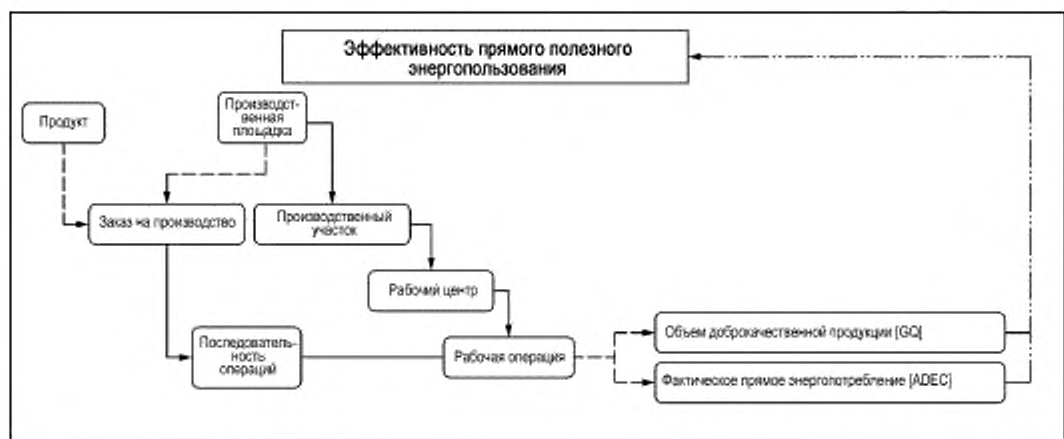 Эффективность прямого полезного
энергопользования
Продукт
Производст-
венная
площадка
Заказ на производство
Производственный
участок
Рабочий центр
Последователь-
ность
операций
Рабочая операция
Объем доброкачественной продукции [GQ]
Фактическое прямое энергопотребление [ADEC]